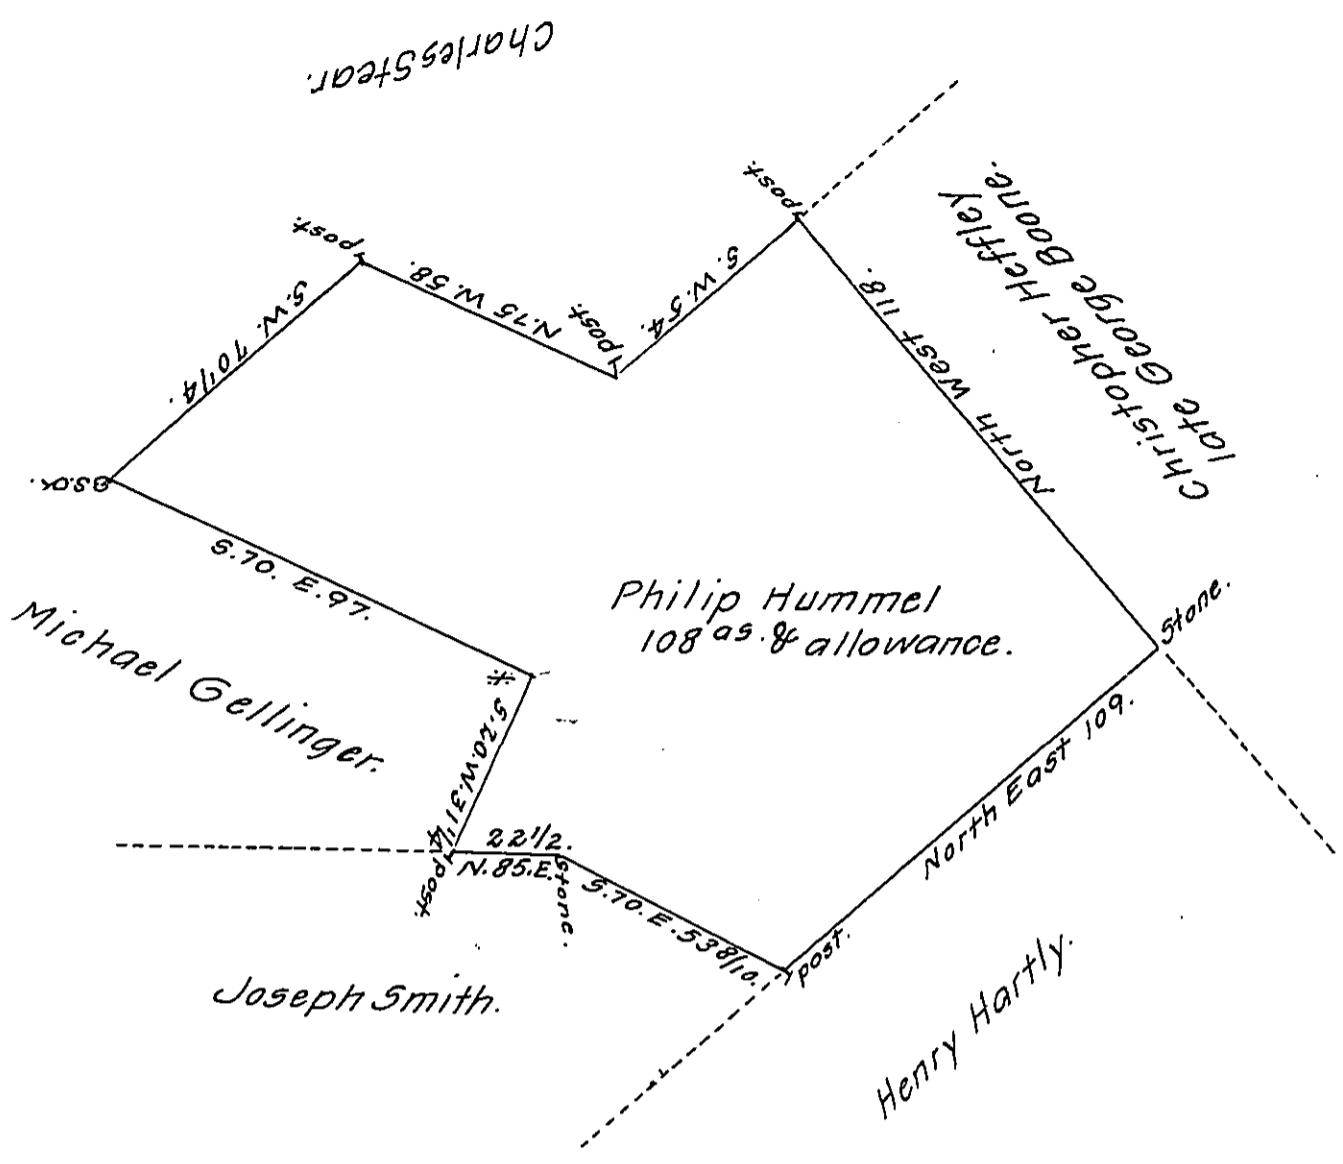 Charles Stear.
post.
S. W. 54.
post.
N. 75 W. 58.
post.
S. W. 70 1/4.
B.S.O.
S. 70. E. 97.
Michael Gellinger.
*
S. 20. W. 31 1/4
post.
22 1/2.
N. 85. E.
Stone.
S. 70. E. 53 8/10.
post.
North East 109.
Stone.
North West 118.
Christopher Heffley
late George Boone.
Philip Hummel
108 as. & allowance.
Joseph Smith.
Henry Hartly.